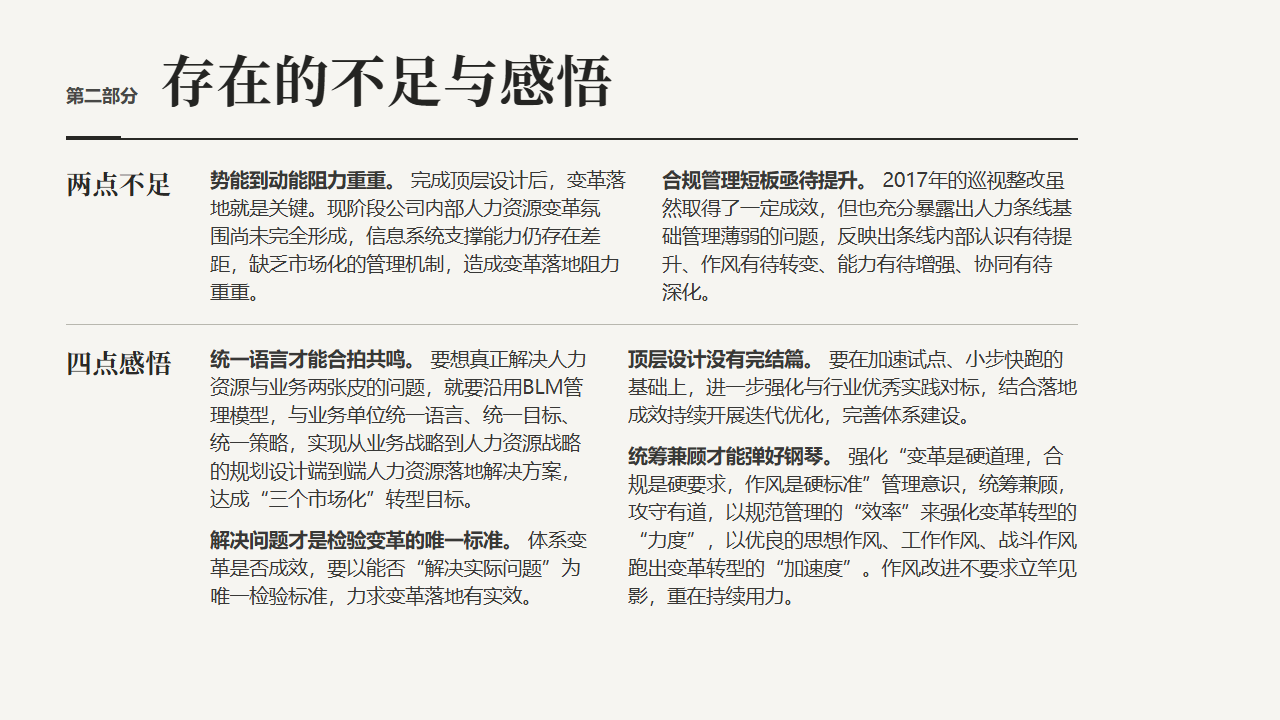 第二部分
存在的不足与感悟
两点不足
势能到动能阻力重重。 完成顶层设计后，变革落
地就是关键。现阶段公司内部人力资源变革氛
围尚未完全形成，信息系统支撑能力仍存在差
距，缺乏市场化的管理机制，造成变革落地阻力
重重。
合规管理短板亟待提升。 2017年的巡视整改虽
然取得了一定成效，但也充分暴露出人力条线基
础管理薄弱的问题，反映出条线内部认识有待提
升、作风有待转变、能力有待增强、协同有待
深化。
四点感悟
统一语言才能合拍共鸣。 要想真正解决人力
资源与业务两张皮的问题，就要沿用BLM管
理模型，与业务单位统一语言、统一目标、
统一策略，实现从业务战略到人力资源战略
的规划设计端到端人力资源落地解决方案，
达成“三个市场化”转型目标。
解决问题才是检验变革的唯一标准。 体系变
革是否成效，要以能否“解决实际问题”为
唯一检验标准，力求变革落地有实效。
顶层设计没有完结篇。 要在加速试点、小步快跑的
基础上，进一步强化与行业优秀实践对标，结合落地
成效持续开展迭代优化，完善体系建设。
统筹兼顾才能弹好钢琴。 强化“变革是硬道理，合
规是硬要求，作风是硬标准”管理意识，统筹兼顾，
攻守有道，以规范管理的“效率”来强化变革转型的
“力度”，以优良的思想作风、工作作风、战斗作风
跑出变革转型的“加速度”。作风改进不要求立竿见
影，重在持续用力。